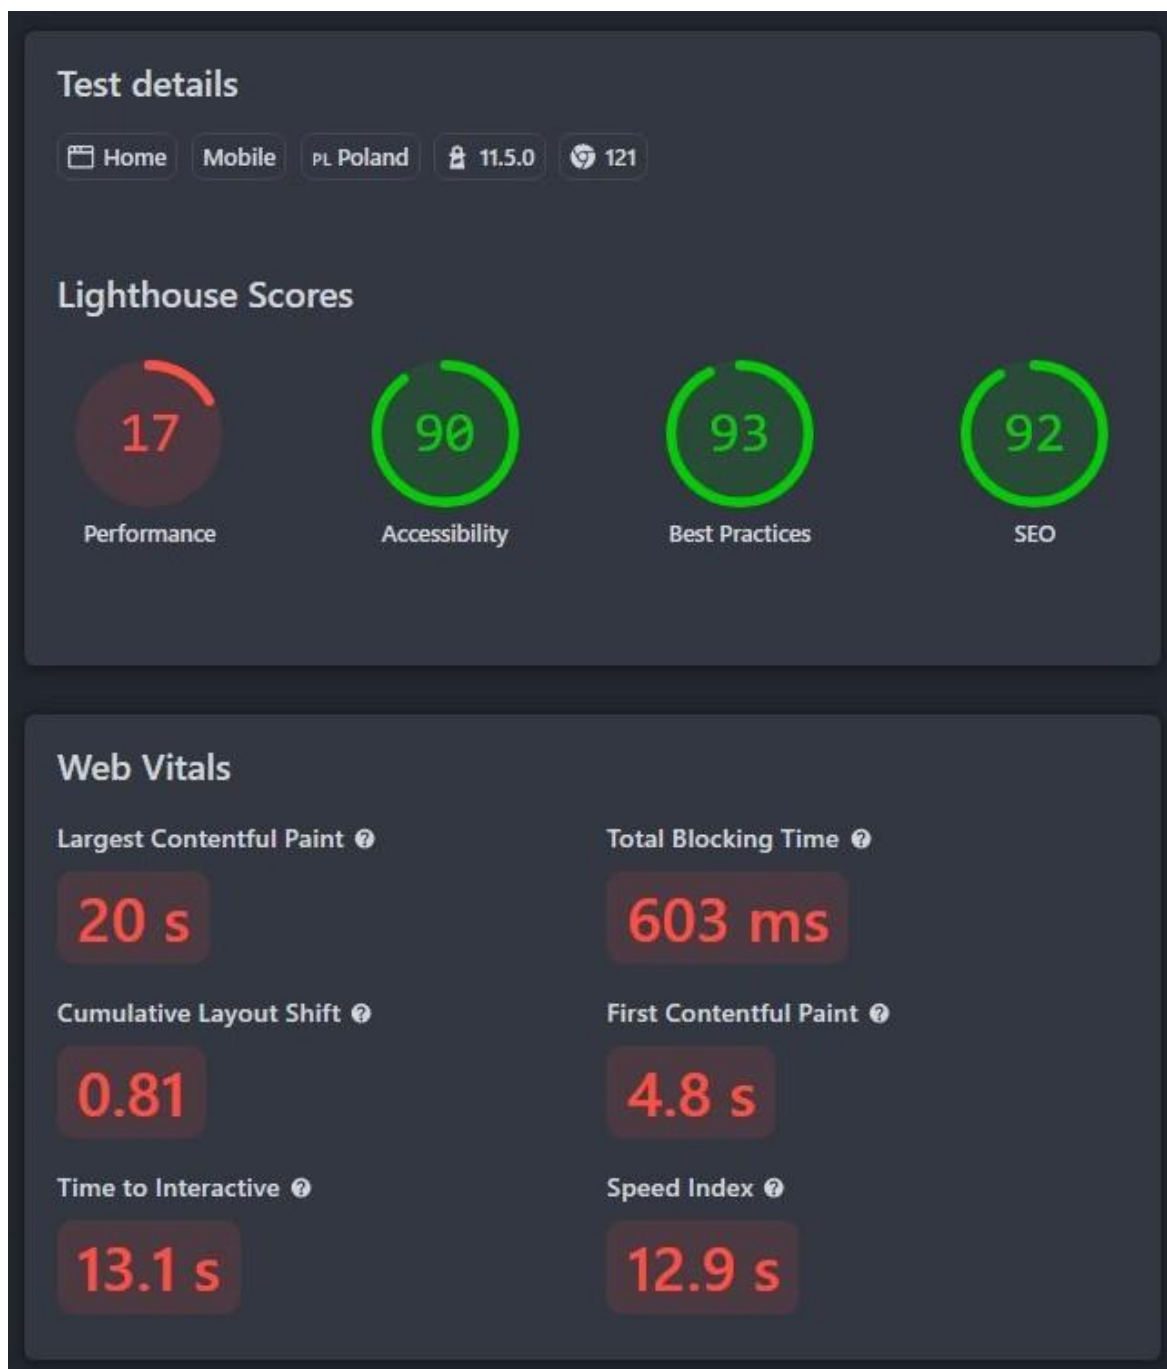 Test details
Home Mobile PL Poland 11.5.0 121
Lighthouse Scores
17 90 93 92
Performance Accessibility Best Practices SEO
Web Vitals
Largest Contentful Paint ? Total Blocking Time ?
20 s 603 ms
Cumulative Layout Shift ? First Contentful Paint ?
0.81 4.8 s
Time to Interactive ? Speed Index ?
13.1 s 12.9 s